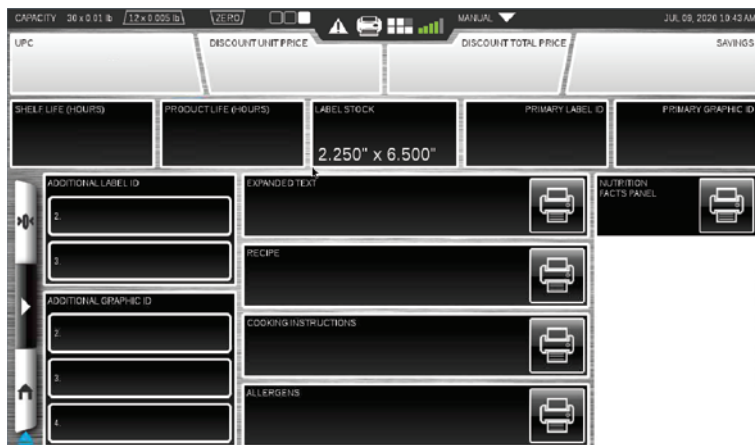 CAPACITY 30 x 0.01 lb 12 x 0.005 lb ZERO MANUAL JUL 09, 2020 10:43 AM
UPC DISCOUNT UNIT PRICE DISCOUNT TOTAL PRICE SAVINGS
SHELF LIFE (HOURS) PRODUCT LIFE (HOURS) LABEL STOCK PRIMARY LABEL ID PRIMARY GRAPHIC ID
2.250" x 6.500"
ADDITIONAL LABEL ID EXPANDED TEXT NUTRITION
FACTS PANEL
>0<
2.
3.
RECIPE
ADDITIONAL GRAPHIC ID
2.
COOKING INSTRUCTIONS
3.
4.
ALLERGENS